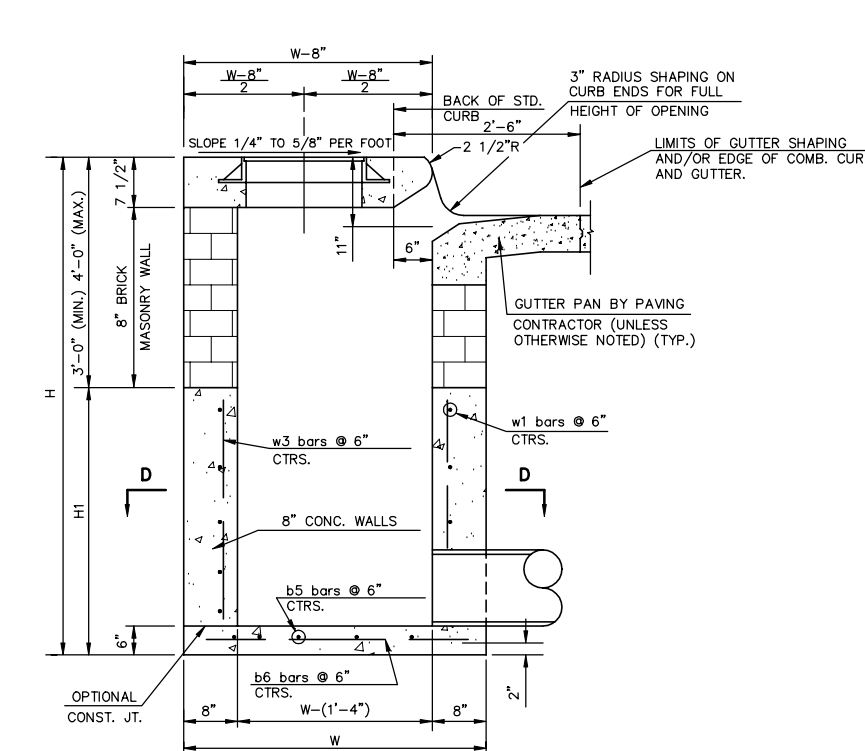 W-8"
W-8"
2
W-8"
2
BACK OF STD.
CURB
3" RADIUS SHAPING ON
CURB ENDS FOR FULL
HEIGHT OF OPENING
2'-6"
SLOPE 1/4" TO 5/8" PER FOOT
2 1/2"R
LIMITS OF GUTTER SHAPING
AND/OR EDGE OF COMB. CUR
AND GUTTER.
7 1/2"
3'-0" (MIN.) 4'-0" (MAX.)
8" BRICK
MASONRY WALL
11"
6"
GUTTER PAN BY PAVING
CONTRACTOR (UNLESS
OTHERWISE NOTED) (TYP.)
H
w3 bars @ 6"
CTRS.
w1 bars @ 6"
CTRS.
D
D
H1
8" CONC. WALLS
b5 bars @ 6"
CTRS.
6"
b6 bars @ 6"
CTRS.
2"
OPTIONAL
CONST. JT.
8"
W-(1'-4")
8"
W